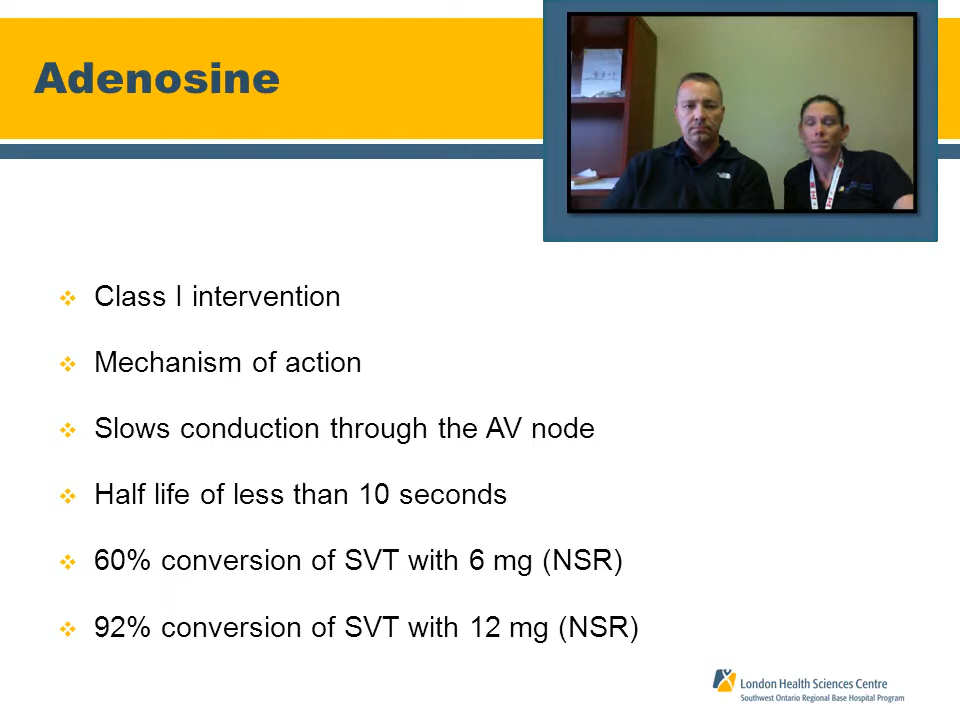 Adenosine
Class I intervention
Mechanism of action
Slows conduction through the AV node
Half life of less than 10 seconds
60% conversion of SVT with 6 mg (NSR)
92% conversion of SVT with 12 mg (NSR)
London Health Sciences Centre
Southwest Ontario Regional Base Hospital Program